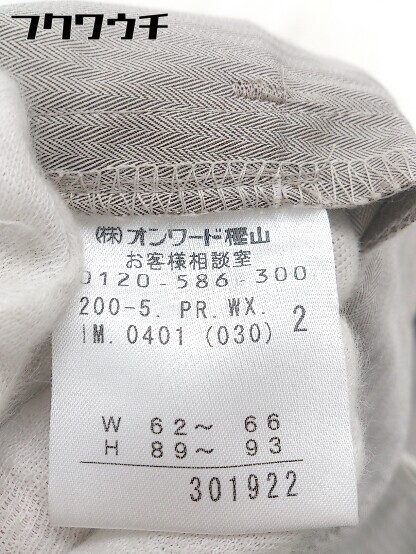 フクワウチ
(株)オンワード樫山
お客様相談室
0120-586-300
200-5. PR. WX.
IM. 0401 (030) 2
W 62～ 66
H 89～ 93
301922